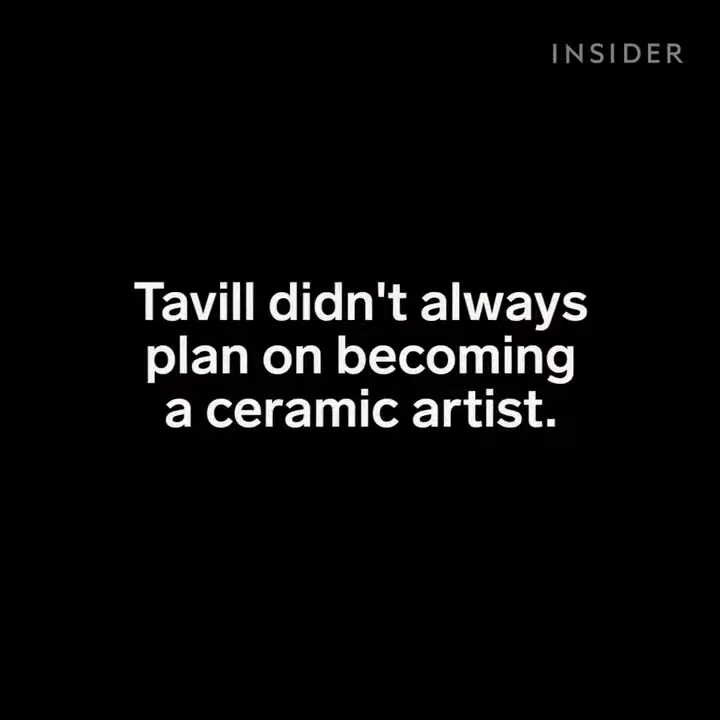 INSIDER
Tavill didn't always
plan on becoming
a ceramic artist.